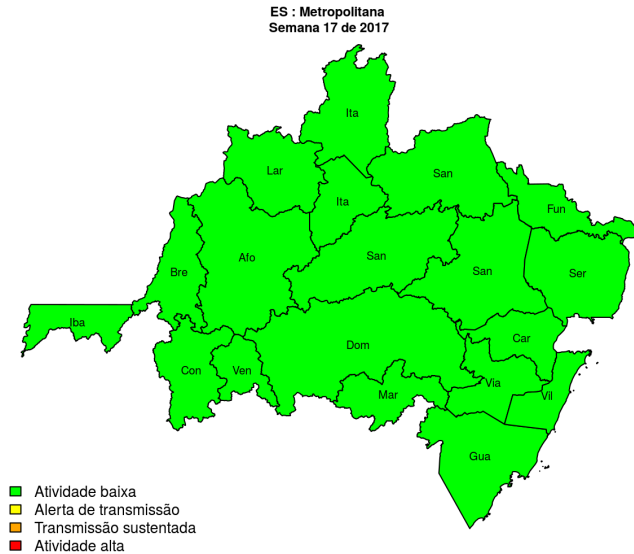 ES : Metropolitana
Semana 17 de 2017
Ita
Lar
San
Ita
Fun
Afo
San
San
Ser
Bre
Iba
Dom
Car
Con
Ven
Via
Mar
Vil
Gua
Atividade baixa
Alerta de transmissão
Transmissão sustentada
Atividade alta